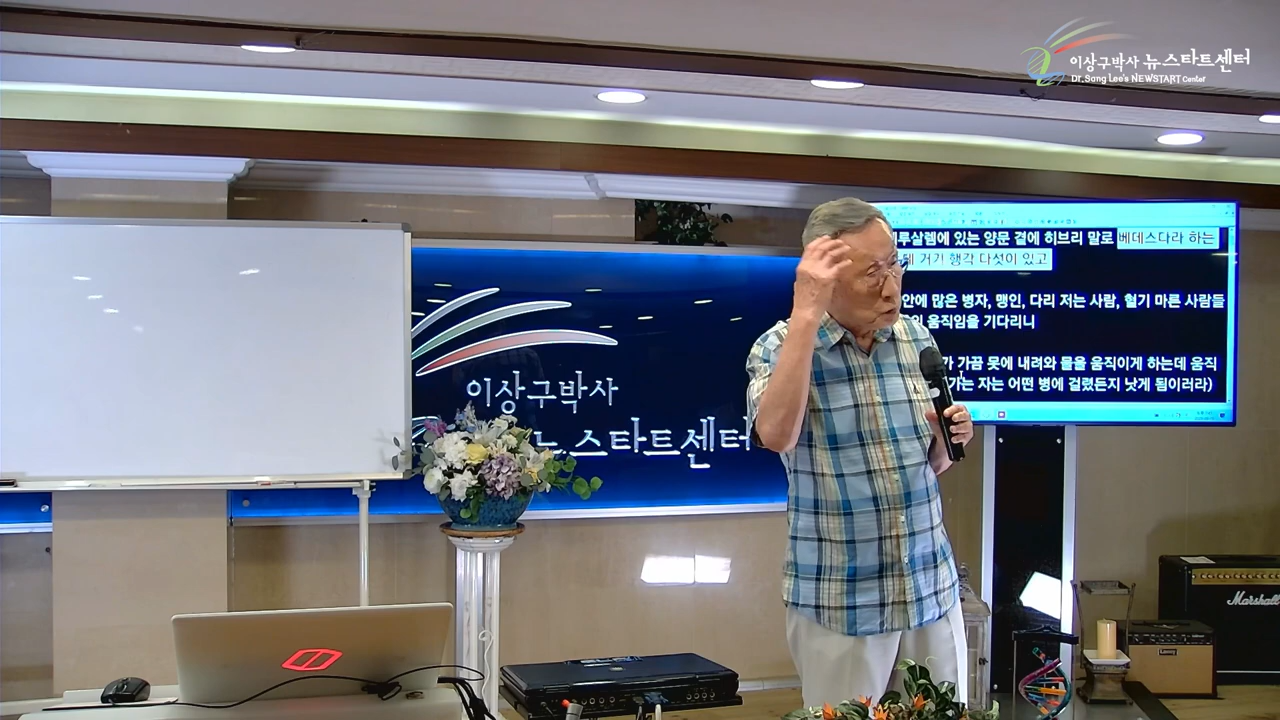 이상구박사 뉴스타트센터
Dr. Sang Lee's NEWSTART Center
루살렘에 있는 양문 곁에 히브리 말로 베데스다라 하는
거기 행각 다섯이 있고
안에 많은 병자, 맹인, 다리 저는 사람, 혈기 마른 사람들
움직임을 기다리니
가끔 못에 내려와 물을 움직이게 하는데 움직
가는 자는 어떤 병에 걸렸든지 낫게 됨이러라)
이상구박사
뉴스타트센터
Marshall
Laney